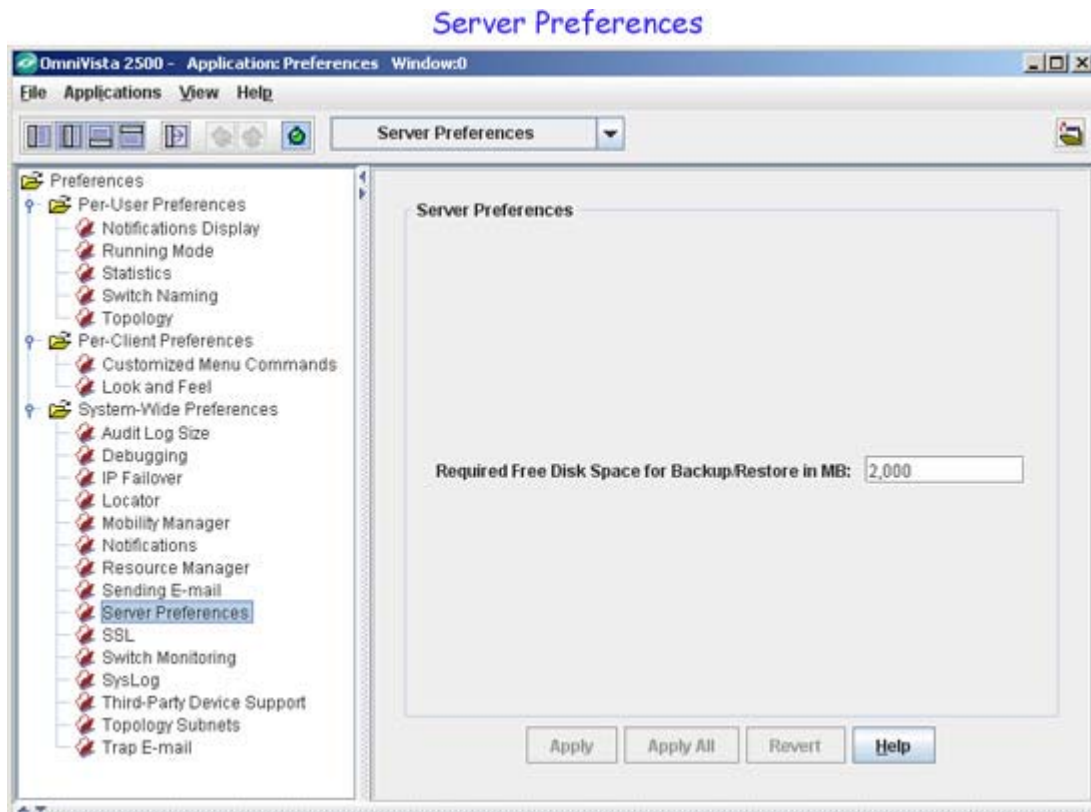 Server Preferences
OmniVista 2500 - Application: Preferences Window:0
File Applications View Help
Server Preferences
Preferences
Per-User Preferences
Notifications Display
Running Mode
Statistics
Switch Naming
Topology
Per-Client Preferences
Customized Menu Commands
Look and Feel
System-Wide Preferences
Audit Log Size
Debugging
IP Failover
Locator
Mobility Manager
Notifications
Resource Manager
Sending E-mail
Server Preferences
SSL
Switch Monitoring
SysLog
Third-Party Device Support
Topology Subnets
Trap E-mail
Server Preferences
Required Free Disk Space for Backup/Restore in MB: 2,000
Apply Apply All Revert Help